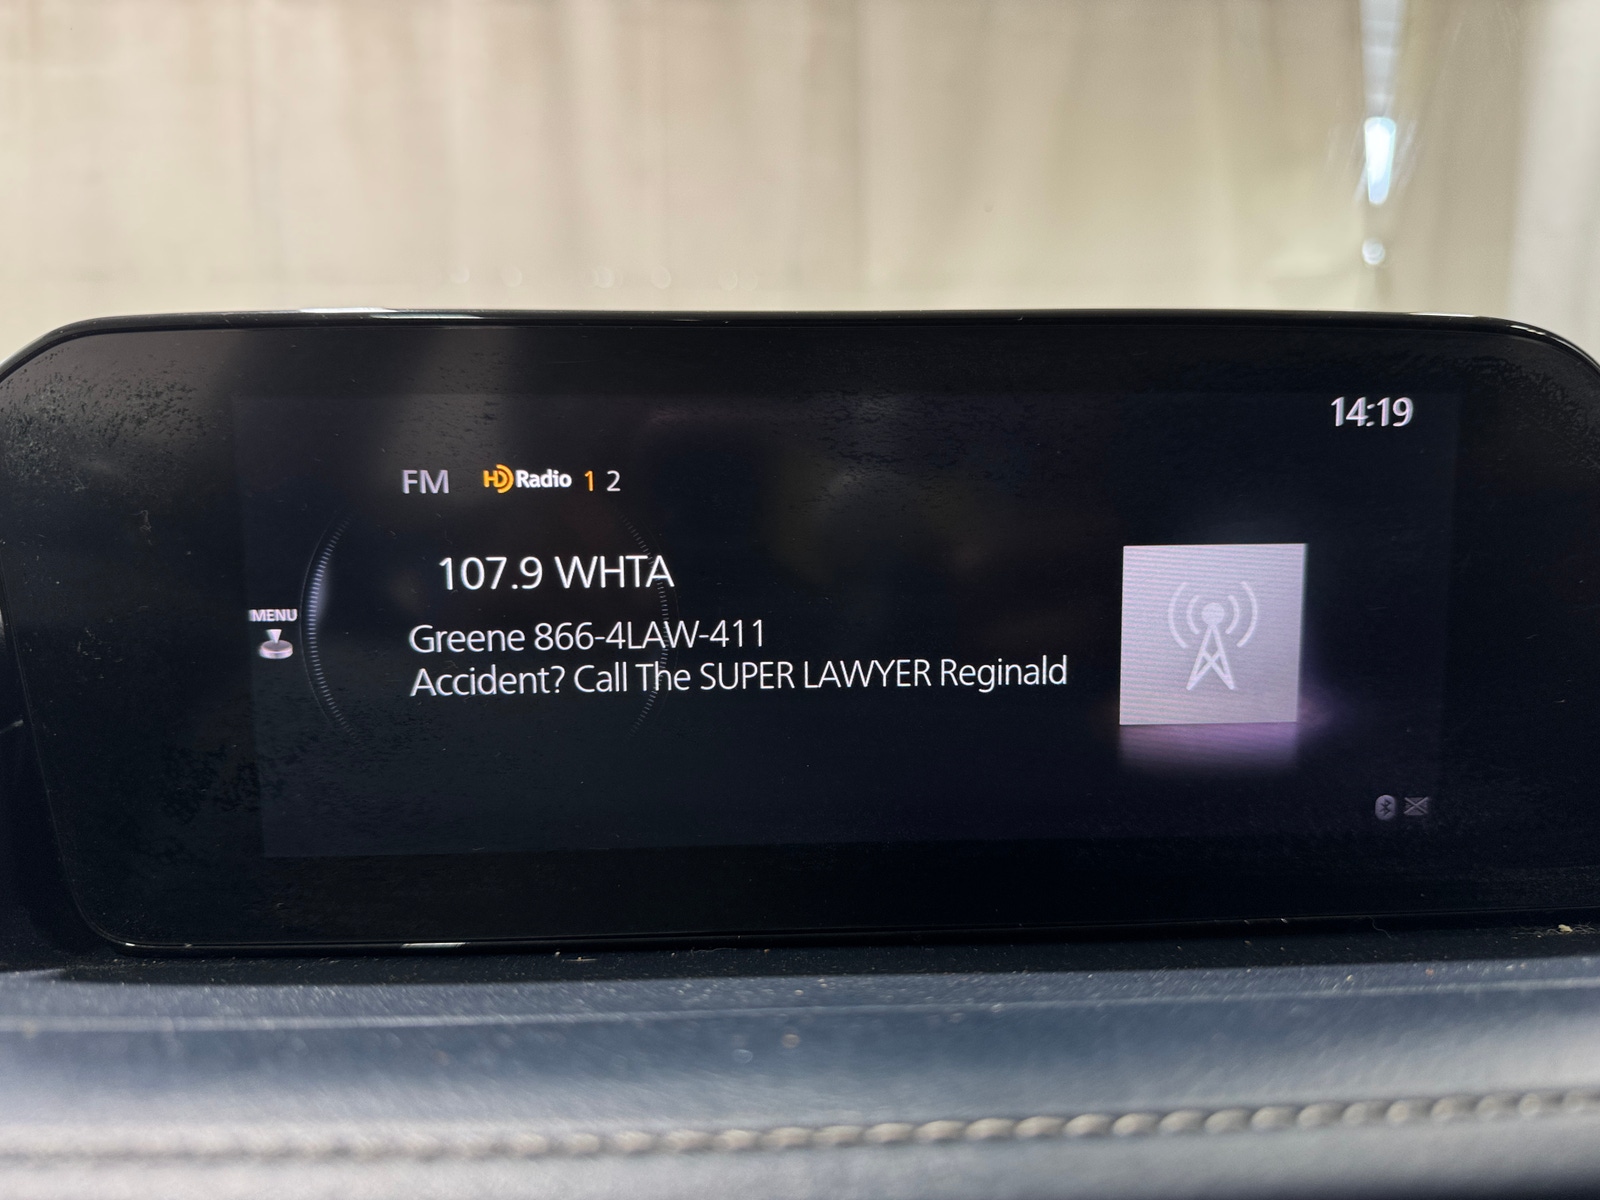 14:19
FM HD Radio 1 2
107.9 WHTA
MENU
Greene 866-4LAW-411
Accident? Call The SUPER LAWYER Reginald